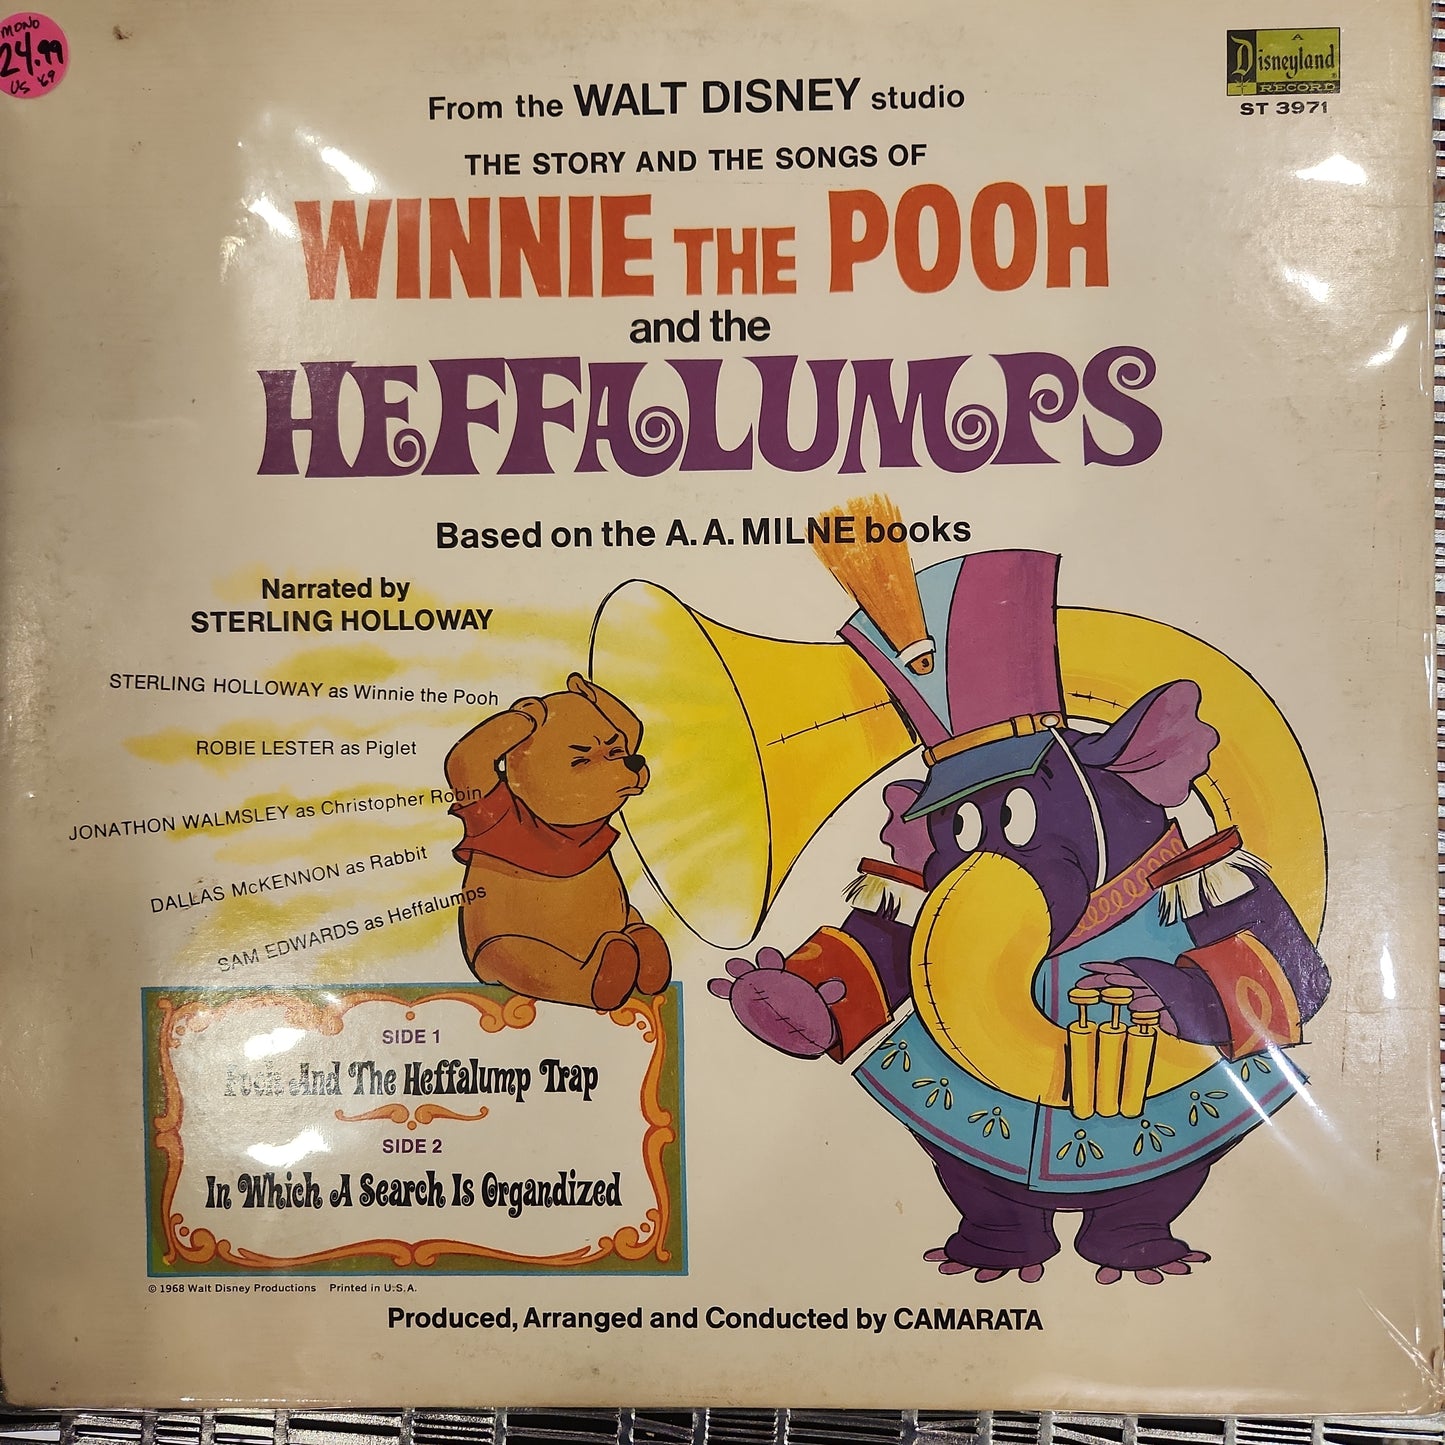 MONO
24.99
US '69
A
Disneyland
RECORD
ST 3971
From the WALT DISNEY studio
THE STORY AND THE SONGS OF
WINNIE THE POOH
and the
HEFFALUMPS
Based on the A. A. MILNE books
Narrated by
STERLING HOLLOWAY
STERLING HOLLOWAY as Winnie the Pooh
ROBIE LESTER as Piglet
JONATHON WALMSLEY as Christopher Robin
DALLAS McKENNON as Rabbit
SAM EDWARDS as Heffalumps
SIDE 1
Pooh And The Heffalump Trap
SIDE 2
In Which A Search Is Organdized
© 1968 Walt Disney Productions Printed in U.S.A.
Produced, Arranged and Conducted by CAMARATA